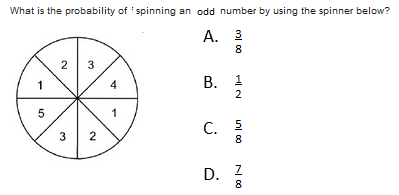 What is the probability of spinning an odd number by using the spinner below?
A. 3/8
2 3
1 4
B. 1/2
5 1
3 2
C. 5/8
D. 7/8